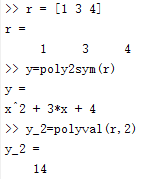 >> r = [1 3 4]
r =
1 3 4
>> y=poly2sym(r)
y =
x^2 + 3*x + 4
>> y_2=polyval(r,2)
y_2 =
14